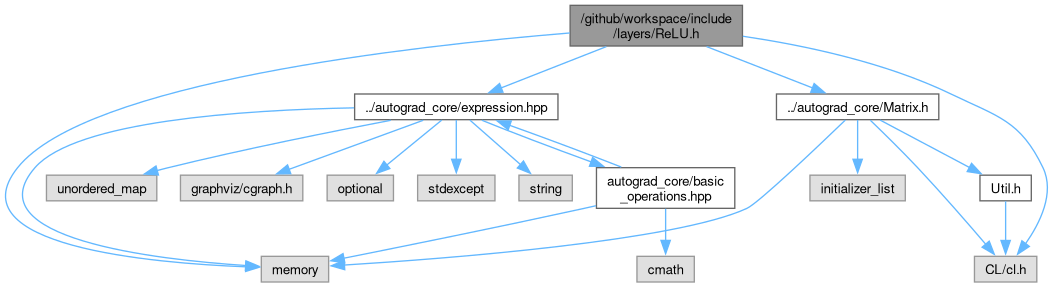 /github/workspace/include
/layers/ReLU.h
../autograd_core/expression.hpp
../autograd_core/Matrix.h
unordered_map
graphviz/cgraph.h
optional
stdexcept
string
autograd_core/basic
_operations.hpp
initializer_list
Util.h
memory
cmath
CL/cl.h